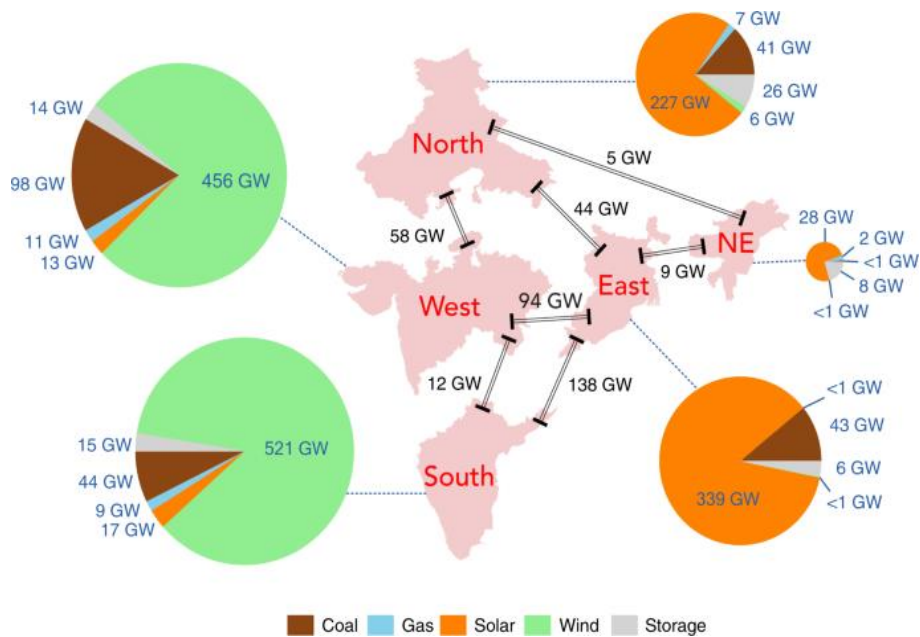 7 GW
41 GW
26 GW
6 GW
227 GW
14 GW
98 GW
11 GW
13 GW
456 GW
North
5 GW
44 GW
58 GW
NE
28 GW
2 GW
<1 GW
8 GW
<1 GW
9 GW
East
West
94 GW
12 GW
138 GW
South
15 GW
44 GW
9 GW
17 GW
521 GW
<1 GW
43 GW
6 GW
<1 GW
339 GW
Coal Gas Solar Wind Storage